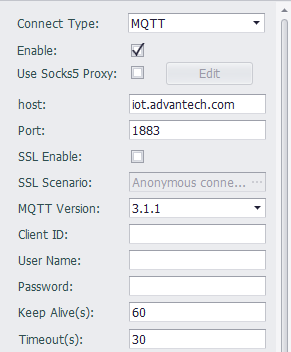 Connect Type: MQTT
Enable:
Use Socks5 Proxy: Edit
host: iot.advantech.com
Port: 1883
SSL Enable:
SSL Scenario: Anonymous conne... ...
MQTT Version: 3.1.1
Client ID:
User Name:
Password:
Keep Alive(s): 60
Timeout(s): 30